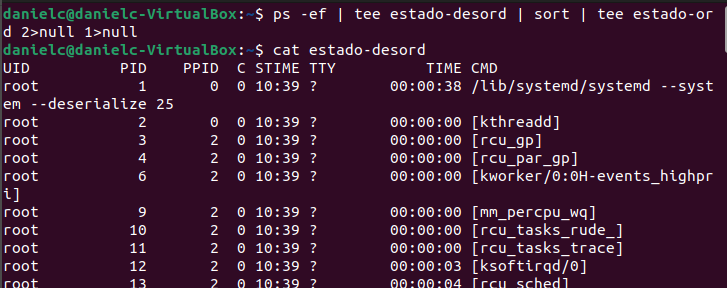 danielc@danielc-VirtualBox:~$ ps -ef | tee estado-desord | sort | tee estado-or
d 2>null 1>null
danielc@danielc-VirtualBox:~$ cat estado-desord
UID          PID    PPID  C STIME TTY          TIME CMD
root           1       0  0 10:39 ?        00:00:38 /lib/systemd/systemd --syst
em --deserialize 25
root           2       0  0 10:39 ?        00:00:00 [kthreadd]
root           3       2  0 10:39 ?        00:00:00 [rcu_gp]
root           4       2  0 10:39 ?        00:00:00 [rcu_par_gp]
root           6       2  0 10:39 ?        00:00:00 [kworker/0:0H-events_highpr
i]
root           9       2  0 10:39 ?        00:00:00 [mm_percpu_wq]
root          10       2  0 10:39 ?        00:00:00 [rcu_tasks_rude_]
root          11       2  0 10:39 ?        00:00:00 [rcu_tasks_trace]
root          12       2  0 10:39 ?        00:00:03 [ksoftirqd/0]
root          13       2  0 10:39 ?        00:00:04 [rcu_sched]